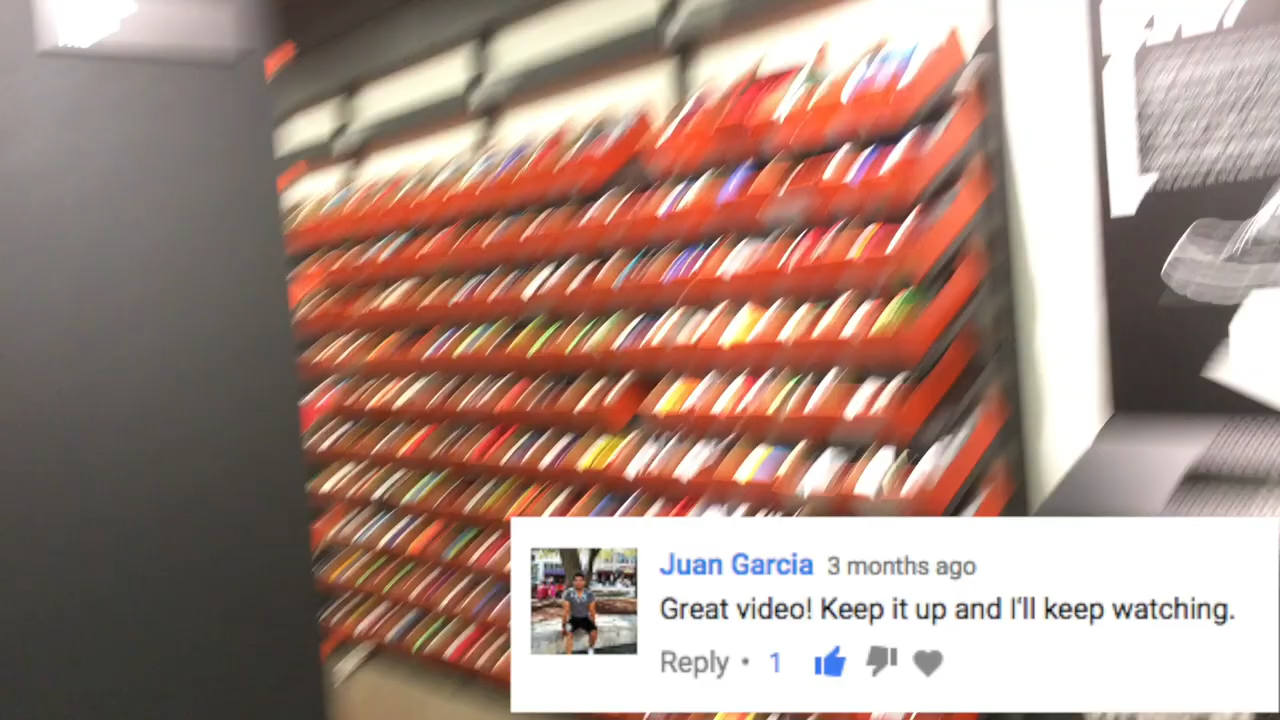 Juan Garcia 3 months ago
Great video! Keep it up and I'll keep watching.
Reply • 1